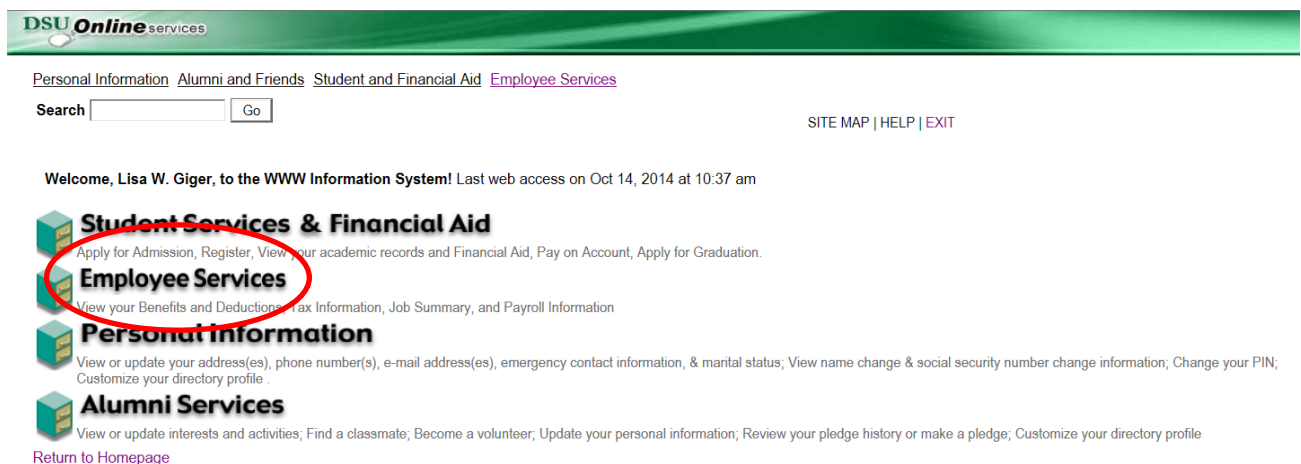 DSU Online services
Personal Information Alumni and Friends Student and Financial Aid Employee Services
Search Go
SITE MAP | HELP | EXIT
Welcome, Lisa W. Giger, to the WWW Information System! Last web access on Oct 14, 2014 at 10:37 am
Student Services & Financial Aid
Apply for Admission, Register, View your academic records and Financial Aid, Pay on Account, Apply for Graduation.
Employee Services
View your Benefits and Deductions, Tax Information, Job Summary, and Payroll Information
Personal Information
View or update your address(es), phone number(s), e-mail address(es), emergency contact information, & marital status; View name change & social security number change information; Change your PIN;
Customize your directory profile .
Alumni Services
View or update interests and activities; Find a classmate; Become a volunteer; Update your personal information; Review your pledge history or make a pledge; Customize your directory profile
Return to Homepage